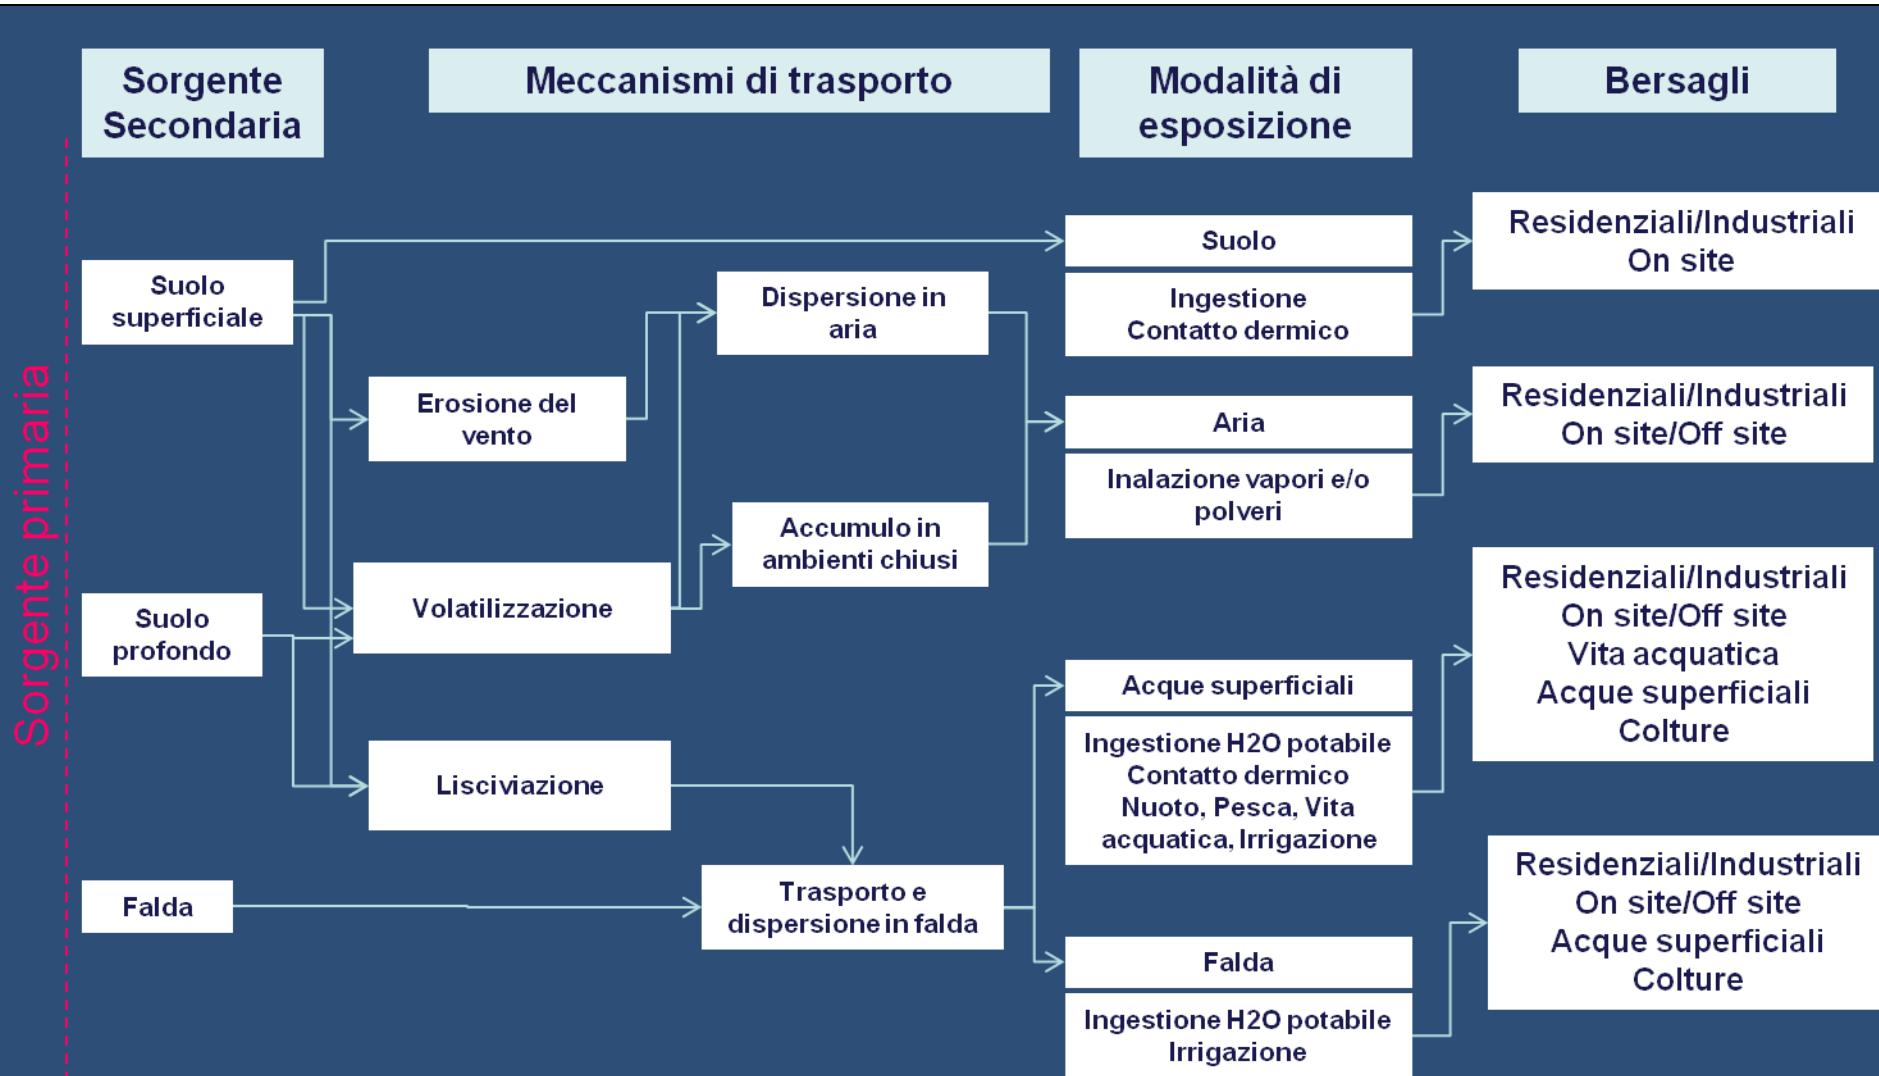 Sorgente
Secondaria
Meccanismi di trasporto
Modalità di
esposizione
Bersagli
Sorgente primaria
Suolo
superficiale
Suolo
profondo
Falda
Erosione del
vento
Volatilizzazione
Lisciviazione
Dispersione in
aria
Accumulo in
ambienti chiusi
Trasporto e
dispersione in falda
Suolo
Ingestione
Contatto dermico
Aria
Inalazione vapori e/o
polveri
Acque superficiali
Ingestione H2O potabile
Contatto dermico
Nuoto, Pesca, Vita
acquatica, Irrigazione
Falda
Ingestione H2O potabile
Irrigazione
Residenziali/Industriali
On site
Residenziali/Industriali
On site/Off site
Residenziali/Industriali
On site/Off site
Vita acquatica
Acque superficiali
Colture
Residenziali/Industriali
On site/Off site
Acque superficiali
Colture